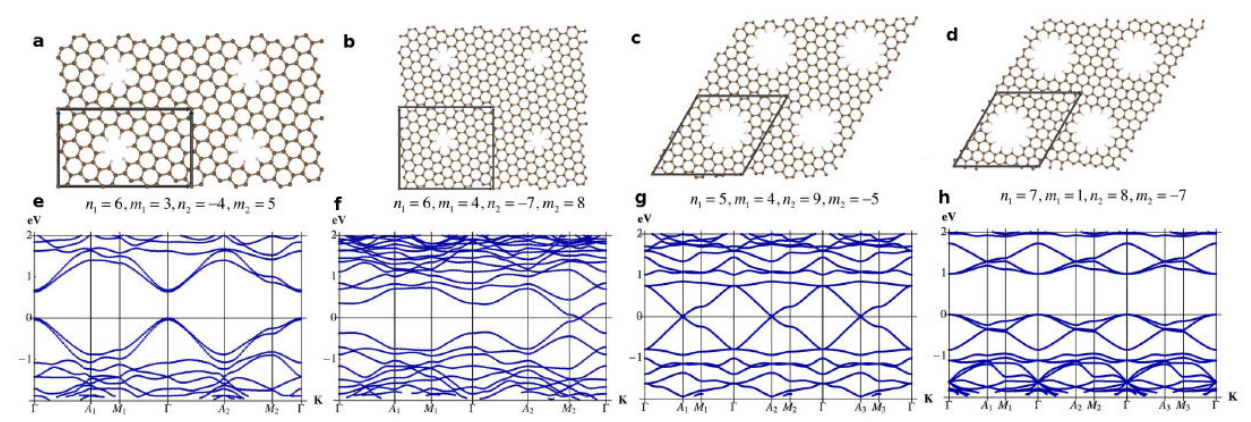 a b c d
e n₁ = 6, m₁ = 3, n₂ = −4, m₂ = 5
f n₁ = 6, m₁ = 4, n₂ = −7, m₂ = 8
g n₁ = 5, m₁ = 4, n₂ = 9, m₂ = −5
h n₁ = 7, m₁ = 1, n₂ = 8, m₂ = −7
eV eV eV eV
2 2 2 2
1 1 1 1
0 0 0 0
−1 −1 −1 −1
Γ A₁ M₁ Γ A₂ M₂ Γ K
Γ A₁ M₁ Γ A₂ M₂ Γ K
Γ A₁ M₁ Γ A₂ M₂ Γ A₃ M₃ Γ K
Γ A₁ M₁ Γ A₂ M₂ Γ A₃ M₃ Γ K